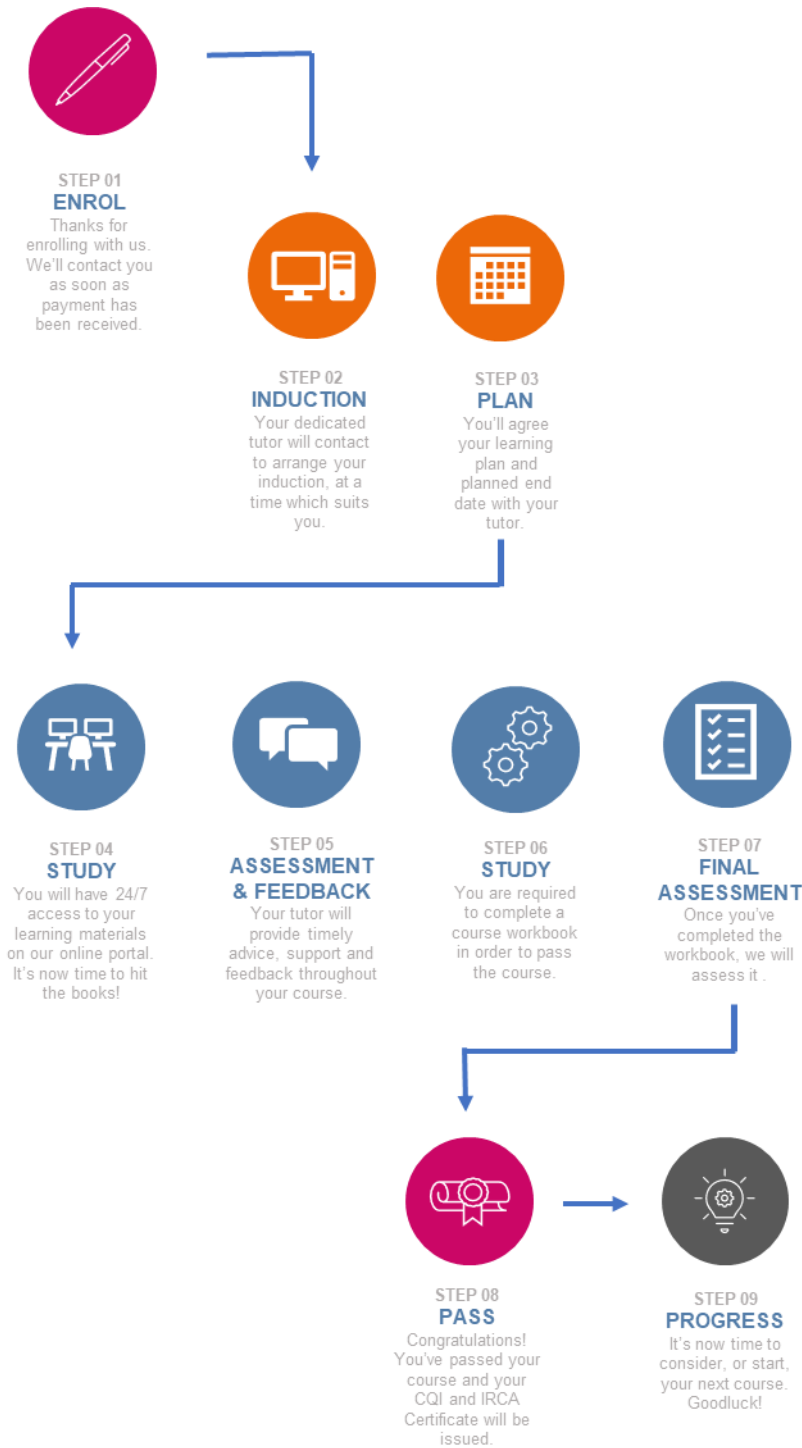 STEP 01
ENROL
Thanks for
enrolling with us.
We'll contact you
as soon as
payment has
been received.
STEP 02
INDUCTION
Your dedicated
tutor will contact
to arrange your
induction, at a
time which suits
you.
STEP 03
PLAN
You'll agree
your learning
plan and
planned end
date with your
tutor.
STEP 04
STUDY
You will have 24/7
access to your
learning materials
on our online portal.
It's now time to hit
the books!
STEP 05
ASSESSMENT
& FEEDBACK
Your tutor will
provide timely
advice, support and
feedback throughout
your course.
STEP 06
STUDY
You are required
to complete a
course workbook
in order to pass
the course.
STEP 07
FINAL
ASSESSMENT
Once you've
completed the
workbook, we will
assess it .
STEP 08
PASS
Congratulations!
You've passed your
course and your
CQI and IRCA
Certificate will be
issued.
STEP 09
PROGRESS
It's now time to
consider, or start,
your next course.
Goodluck!